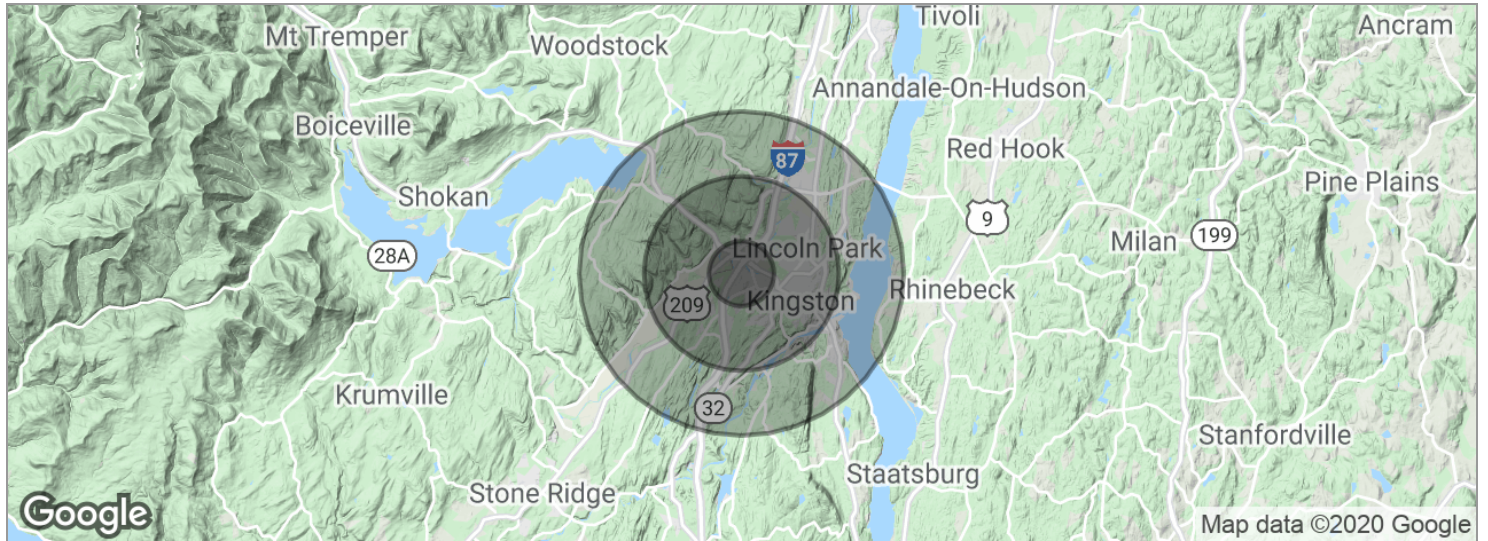 Tivoli
Ancram
Mt Tremper
Woodstock
Annandale-On-Hudson
Boiceville
Red Hook
87
Pine Plains
Shokan
9
199
Milan
Lincoln Park
28A
Rhinebeck
209
Kingston
Krumville
32
Stanfordville
Staatsburg
Stone Ridge
Google
Map data ©2020 Google